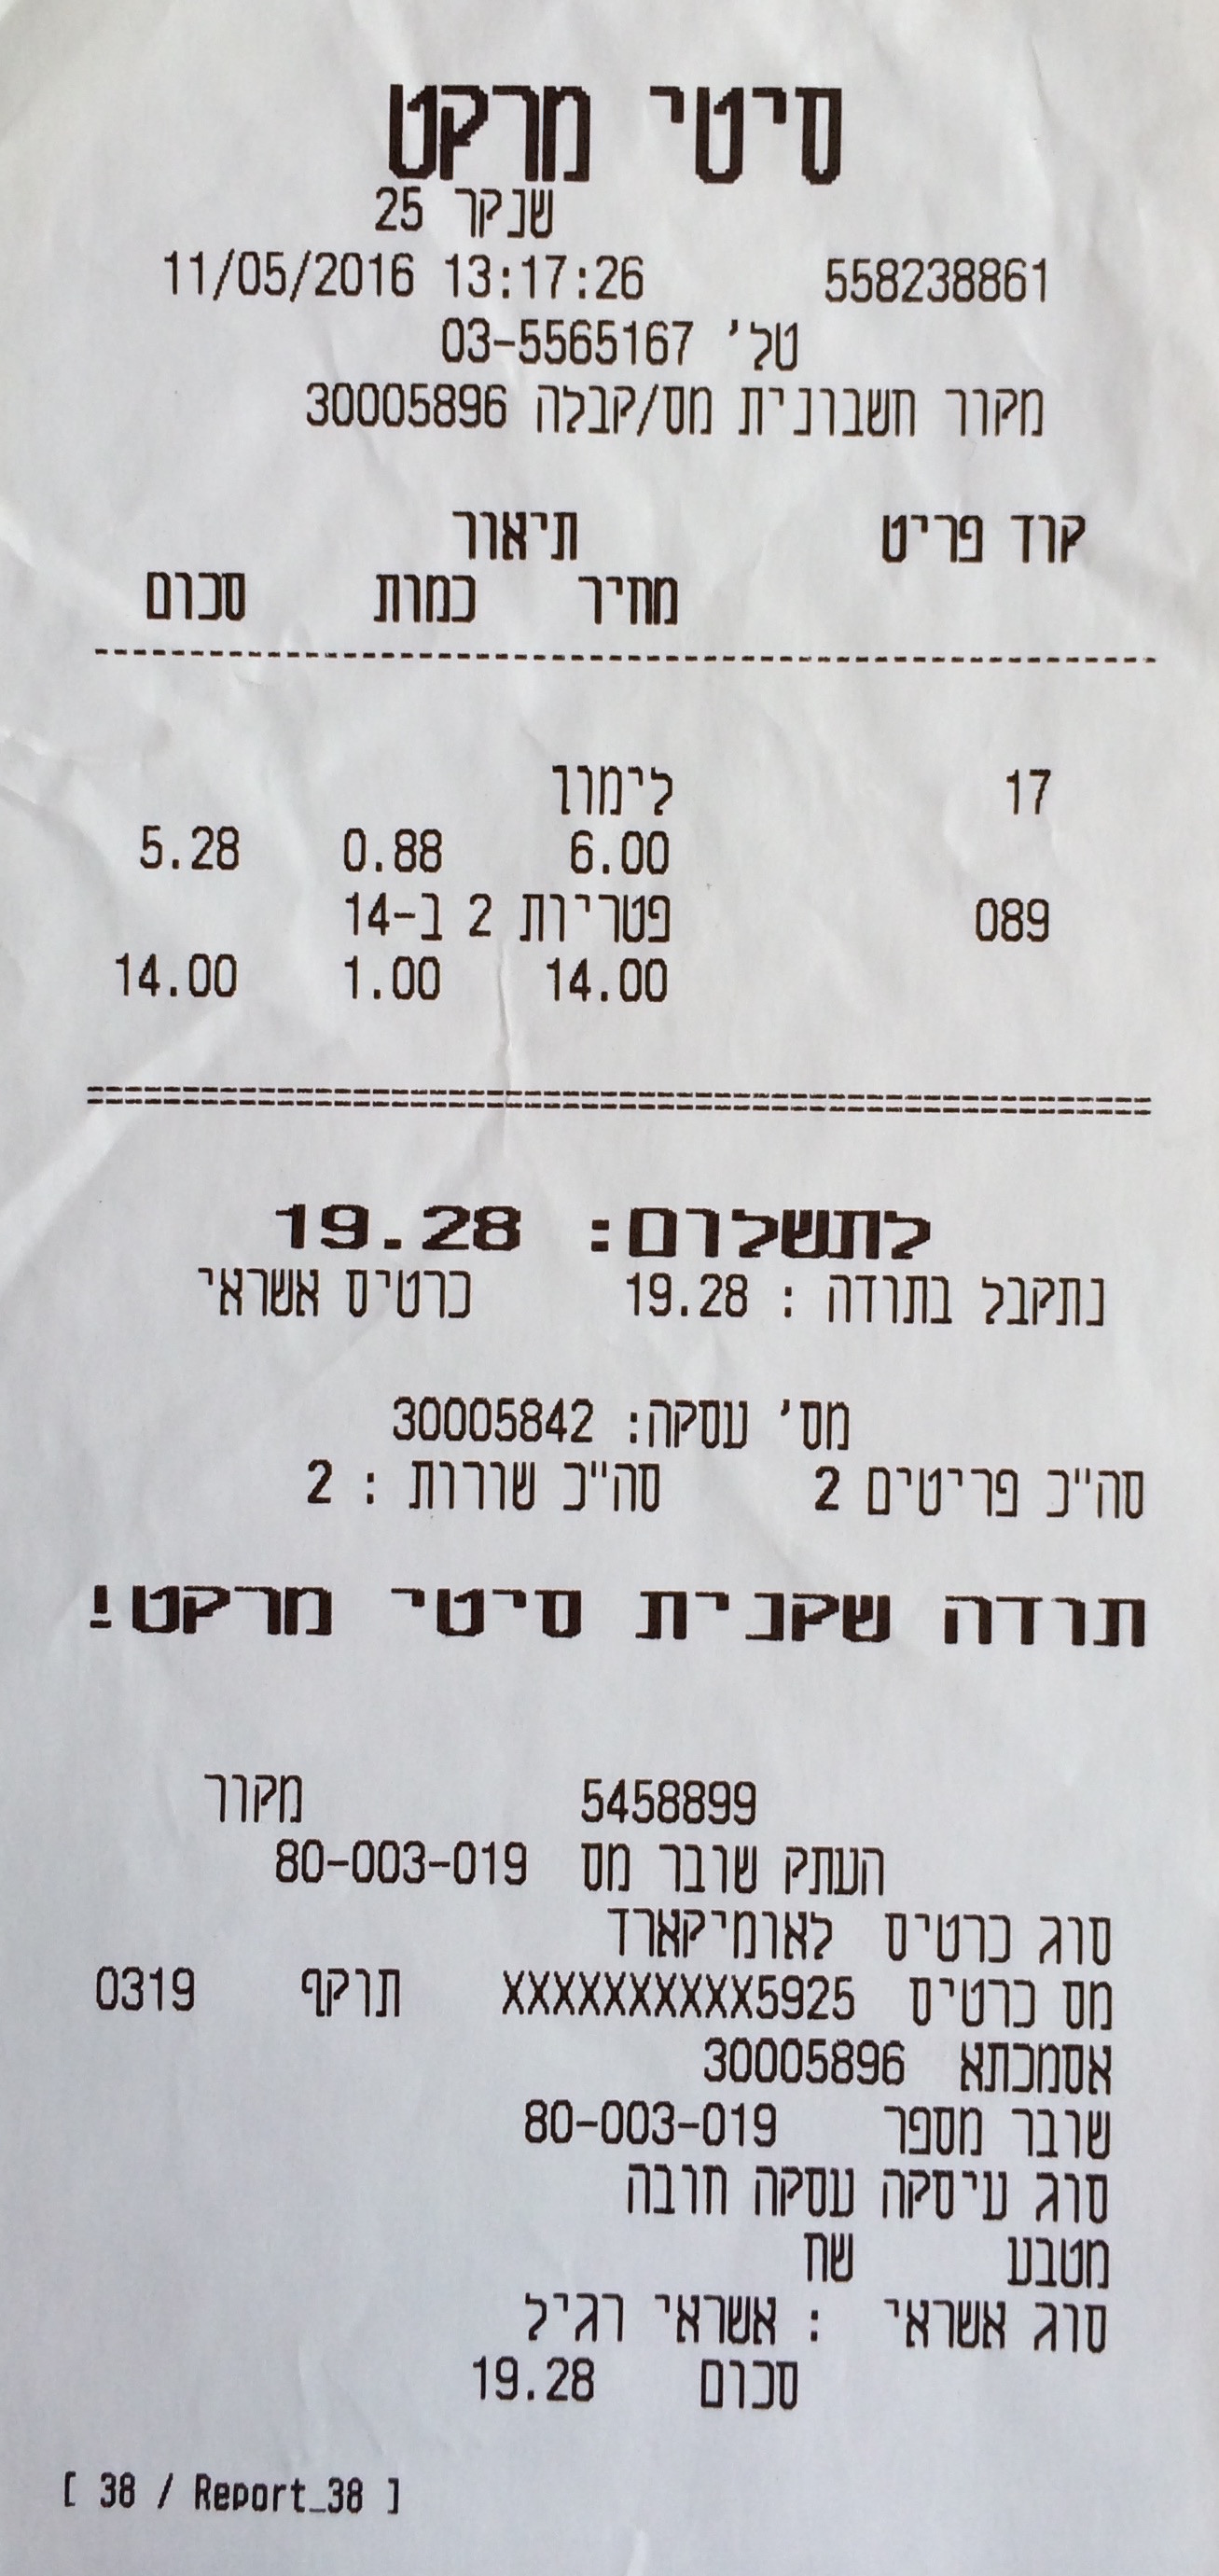 סיטי מרקט
שנקר 25
558238861 11/05/2016 13:17:26
טל' 03-5565167
מקור חשבונית מס/קבלה 30005896
קוד פריט תיאור
מחיר כמות סכום
17 לימון
6.00 0.88 5.28
089 פטריות 2 ב-14
14.00 1.00 14.00
לתשלום: 19.28
נתקבל בתודה : 19.28 כרטיס אשראי
מס' עסקה: 30005842
סה"כ פריטים 2 סה"כ שורות : 2
תודה שקנית סיטי מרקט!
5458899 מקור
העתק שובר מס 80-003-019
סוג כרטיס לאומיקארד
מס כרטיס XXXXXXXXXX5925 תוקף 0319
אסמכתא 30005896
שובר מספר 80-003-019
סוג עיסקה עסקה חובה
מטבע שח
סוג אשראי : אשראי רגיל
סכום 19.28
[ 38 / Report_38 ]